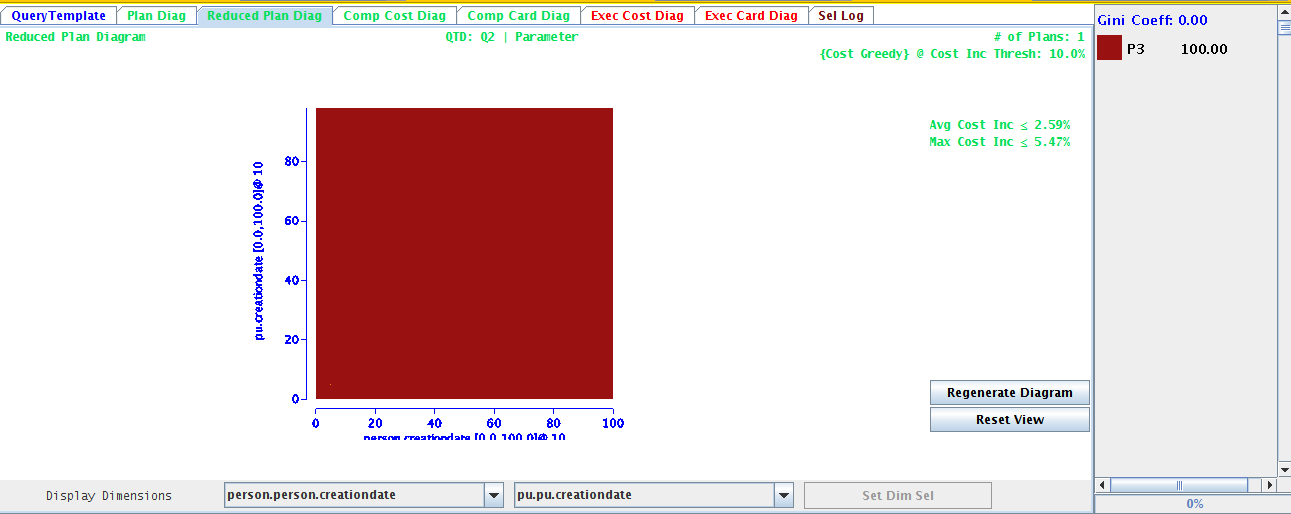 QueryTemplate Plan Diag Reduced Plan Diag Comp Cost Diag Comp Card Diag Exec Cost Diag Exec Card Diag Sel Log
Reduced Plan Diagram QTD: Q2 | Parameter # of Plans: 1
{Cost Greedy} @ Cost Inc Thresh: 10.0%
Avg Cost Inc ≤ 2.59%
Max Cost Inc ≤ 5.47%
pu.creationdate [0.0,100.0]@ 10
80
60
40
20
0
0 20 40 60 80 100
person.creationdate [0.0,100.0]@ 10
Regenerate Diagram
Reset View
Display Dimensions person.person.creationdate pu.pu.creationdate Set Dim Sel
Gini Coeff: 0.00
P3 100.00
0%